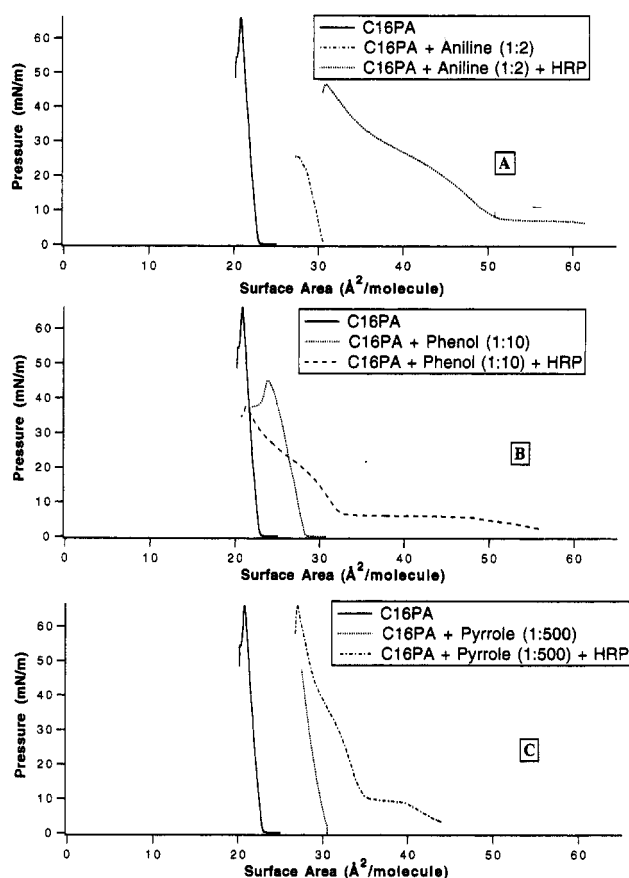 C16PA
C16PA + Aniline (1:2)
C16PA + Aniline (1:2) + HRP
Pressure (mN/m)
60
50
40
30
20
10
0
A
0 10 20 30 40 50 60
Surface Area (Å²/molecule)
C16PA
C16PA + Phenol (1:10)
C16PA + Phenol (1:10) + HRP
Pressure (mN/m)
60
50
40
30
20
10
0
B
0 10 20 30 40 50 60
Surface Area (Å²/molecule)
C16PA
C16PA + Pyrrole (1:500)
C16PA + Pyrrole (1:500) + HRP
Pressure (mN/m)
60
50
40
30
20
10
0
C
0 10 20 30 40 50 60
Surface Area (Å²/molecule)